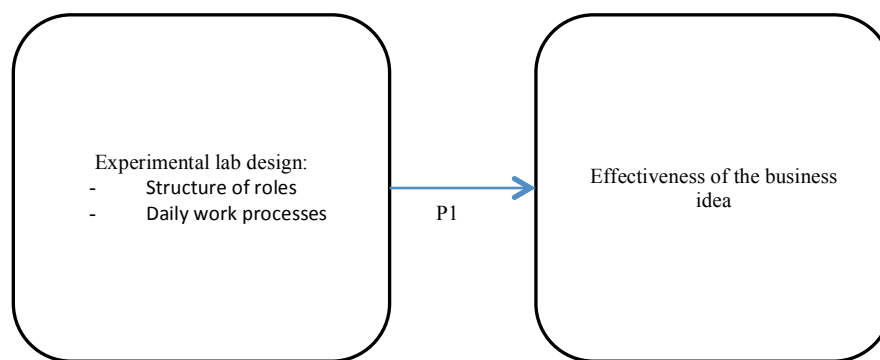 Experimental lab design:
- Structure of roles
- Daily work processes
P1
Effectiveness of the business
idea